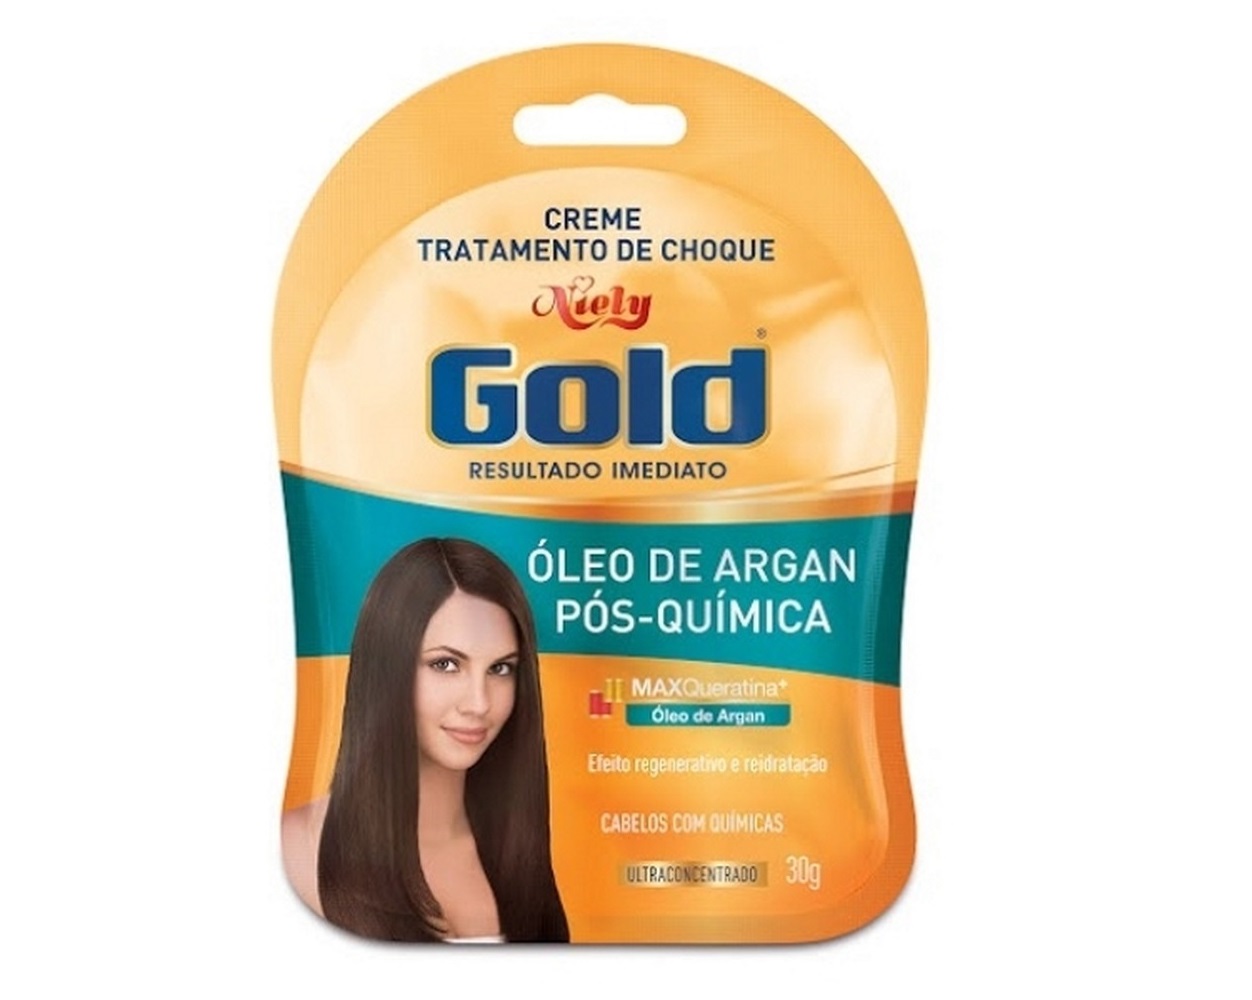 CREME
TRATAMENTO DE CHOQUE
Niely
Gold®
RESULTADO IMEDIATO
ÓLEO DE ARGAN
PÓS-QUÍMICA
MAXQueratina+
Óleo de Argan
Efeito regenerativo e reidratação
CABELOS COM QUÍMICAS
ULTRACONCENTRADO 30g